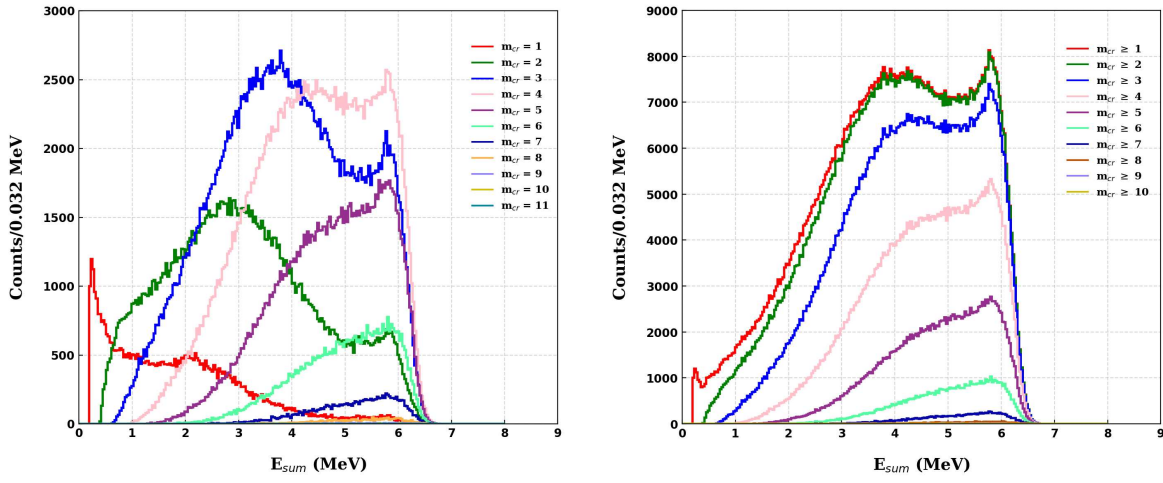 3000
2500
2000
1500
1000
500
0
Counts/0.032 MeV
m_cr = 1
m_cr = 2
m_cr = 3
m_cr = 4
m_cr = 5
m_cr = 6
m_cr = 7
m_cr = 8
m_cr = 9
m_cr = 10
m_cr = 11
0 1 2 3 4 5 6 7 8 9
E_sum (MeV)
9000
8000
7000
6000
5000
4000
3000
2000
1000
0
Counts/0.032 MeV
m_cr ≥ 1
m_cr ≥ 2
m_cr ≥ 3
m_cr ≥ 4
m_cr ≥ 5
m_cr ≥ 6
m_cr ≥ 7
m_cr ≥ 8
m_cr ≥ 9
m_cr ≥ 10
0 1 2 3 4 5 6 7 8 9
E_sum (MeV)